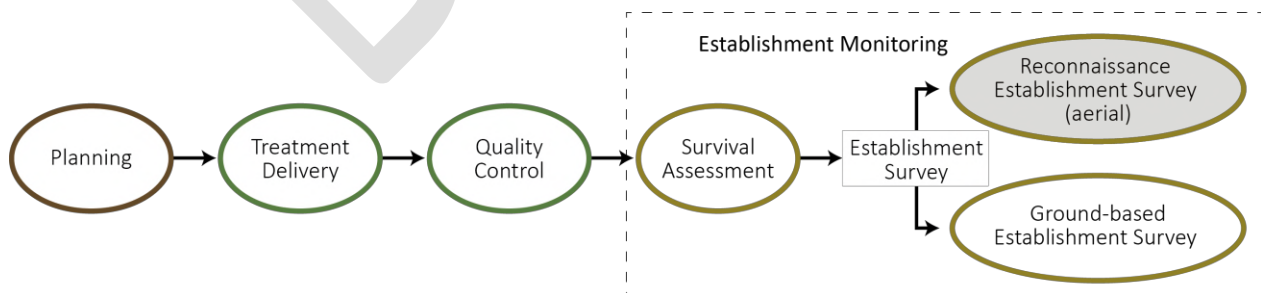 Establishment Monitoring
Planning
Treatment
Delivery
Quality
Control
Survival
Assessment
Establishment
Survey
Reconnaissance
Establishment Survey
(aerial)
Ground-based
Establishment Survey